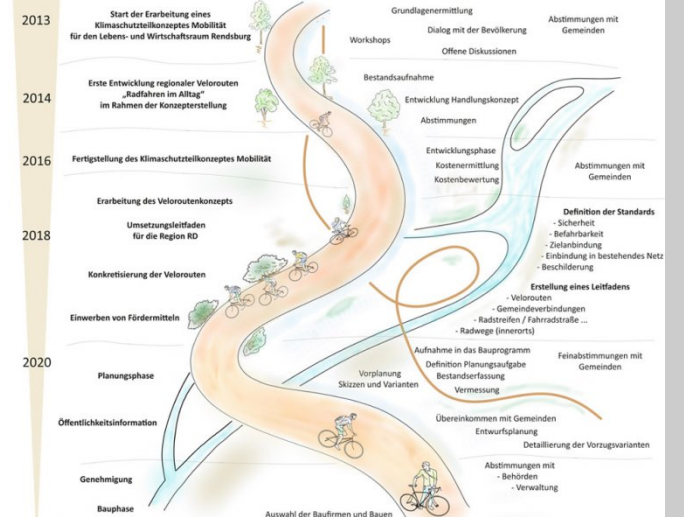 2013
Start der Erarbeitung eines
Klimaschutzteilkonzeptes Mobilität
für den Lebens- und Wirtschaftsraum Rendsburg
Grundlagenermittlung
Workshops
Dialog mit der Bevölkerung
Offene Diskussionen
Abstimmungen mit
Gemeinden
2014
Erste Entwicklung regionaler Velorouten
„Radfahren im Alltag"
im Rahmen der Konzepterstellung
Bestandsaufnahme
Entwicklung Handlungskonzept
Abstimmungen
2016
Fertigstellung des Klimaschutzteilkonzeptes Mobilität
Entwicklungsphase
Kostenermittlung
Kostenbewertung
Abstimmungen mit
Gemeinden
Erarbeitung des Veloroutenkonzepts
2018
Umsetzungsleitfaden
für die Region RD
Definition der Standards
- Sicherheit
- Befahrbarkeit
- Zielanbindung
- Einbindung in bestehendes Netz
- Beschilderung
Konkretisierung der Velorouten
Erstellung eines Leitfadens
- Velorouten
- Gemeindeverbindungen
- Radstreifen / Fahrradstraße ...
- Radwege (innerorts)
Einwerben von Fördermitteln
2020
Planungsphase
Vorplanung
Skizzen und Varianten
Aufnahme in das Bauprogramm
Definition Planungsaufgabe
Bestandserfassung
Vermessung
Feinabstimmungen mit
Gemeinden
Öffentlichkeitsinformation
Übereinkommen mit Gemeinden
Entwurfsplanung
Detaillierung der Vorzugsvarianten
Genehmigung
Abstimmungen mit
- Behörden
- Verwaltung
Bauphase
Auswahl der Baufirmen und Bauen